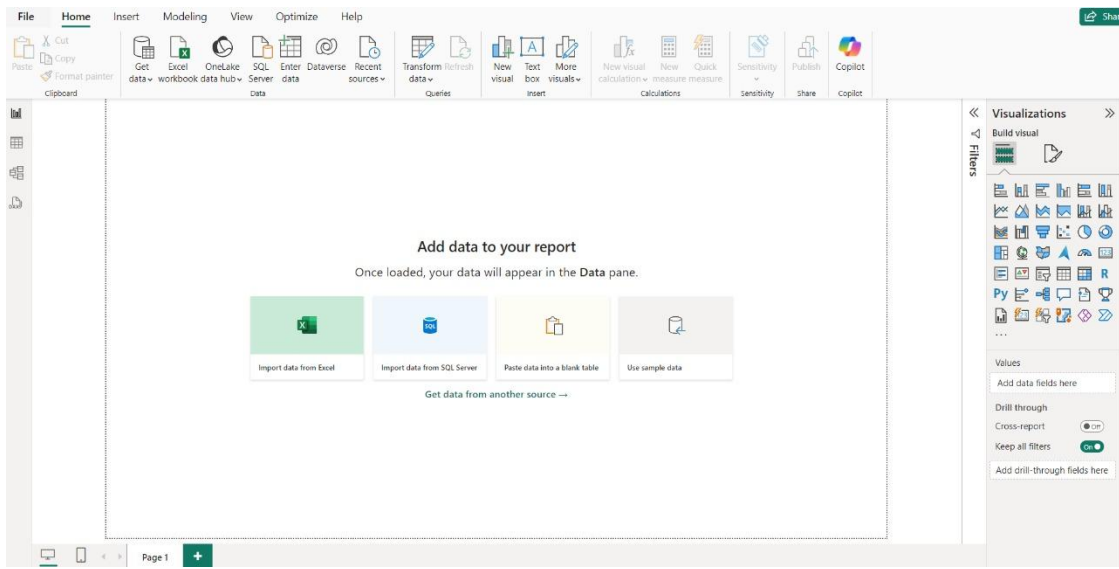 File Home Insert Modeling View Optimize Help
Shar
Paste
Cut
Copy
Format painter
Clipboard
Get data
Excel workbook
OneLake data hub
SQL Server
Enter data
Dataverse
Recent sources
Data
Transform data
Refresh
Queries
New visual
A
Text box
More visuals
Insert
New visual calculation
New measure
Quick measure
Calculations
Sensitivity
Sensitivity
Publish
Share
Copilot
Copilot
Filters
Visualizations
Build visual
R
Py
...
Values
Add data fields here
Drill through
Cross-report Off
Keep all filters On
Add drill-through fields here
Add data to your report
Once loaded, your data will appear in the Data pane.
X
SQL
Import data from Excel
Import data from SQL Server
Paste data into a blank table
Use sample data
Get data from another source →
Page 1 +